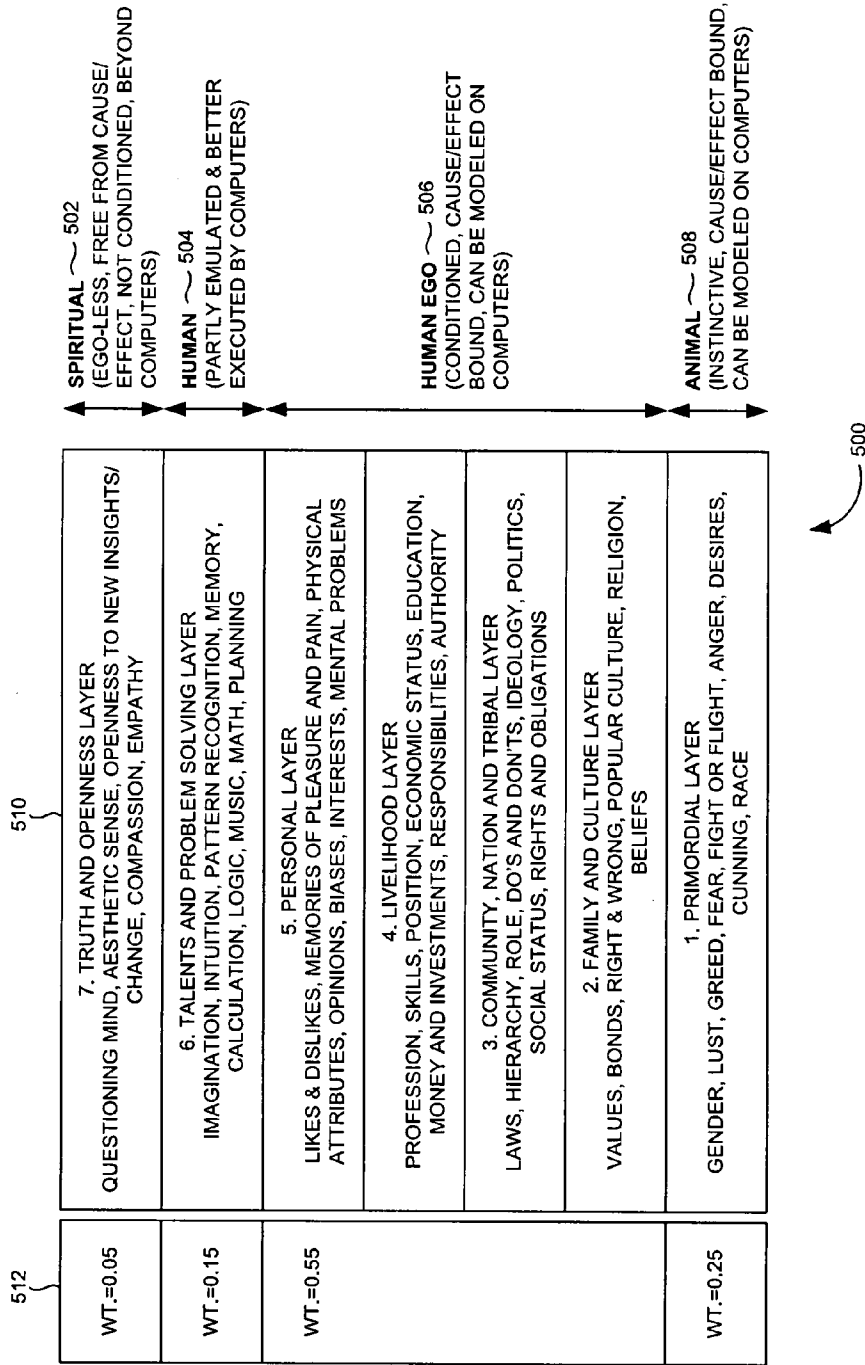 512
510
WT.=0.05
7. TRUTH AND OPENNESS LAYER
QUESTIONING MIND, AESTHETIC SENSE, OPENNESS TO NEW INSIGHTS/
CHANGE, COMPASSION, EMPATHY
SPIRITUAL ~ 502
(EGO-LESS, FREE FROM CAUSE/
EFFECT, NOT CONDITIONED, BEYOND
COMPUTERS)
WT.=0.15
6. TALENTS AND PROBLEM SOLVING LAYER
IMAGINATION, INTUITION, PATTERN RECOGNITION, MEMORY,
CALCULATION, LOGIC, MUSIC, MATH, PLANNING
HUMAN ~ 504
(PARTLY EMULATED & BETTER
EXECUTED BY COMPUTERS)
WT.=0.55
5. PERSONAL LAYER
LIKES & DISLIKES, MEMORIES OF PLEASURE AND PAIN, PHYSICAL
ATTRIBUTES, OPINIONS, BIASES, INTERESTS, MENTAL PROBLEMS
4. LIVELIHOOD LAYER
PROFESSION, SKILLS, POSITION, ECONOMIC STATUS, EDUCATION,
MONEY AND INVESTMENTS, RESPONSIBILITIES, AUTHORITY
3. COMMUNITY, NATION AND TRIBAL LAYER
LAWS, HIERARCHY, ROLE, DO'S AND DON'TS, IDEOLOGY, POLITICS,
SOCIAL STATUS, RIGHTS AND OBLIGATIONS
2. FAMILY AND CULTURE LAYER
VALUES, BONDS, RIGHT & WRONG, POPULAR CULTURE, RELIGION,
BELIEFS
HUMAN EGO ~ 506
(CONDITIONED, CAUSE/EFFECT
BOUND, CAN BE MODELED ON
COMPUTERS)
WT.=0.25
1. PRIMORDIAL LAYER
GENDER, LUST, GREED, FEAR, FIGHT OR FLIGHT, ANGER, DESIRES,
CUNNING, RACE
ANIMAL ~ 508
(INSTINCTIVE, CAUSE/EFFECT BOUND,
CAN BE MODELED ON COMPUTERS)
500